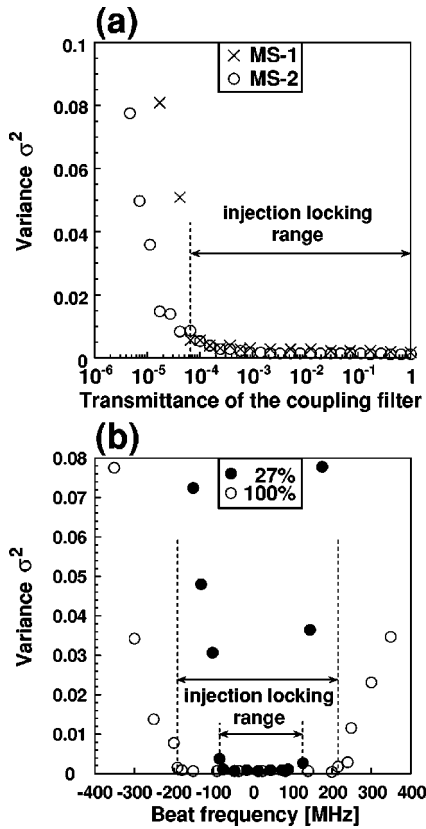 (a)
0.1
0.08
0.06
0.04
0.02
0
Variance σ²
× MS-1
○ MS-2
injection locking
range
10⁻⁶ 10⁻⁵ 10⁻⁴ 10⁻³ 10⁻² 10⁻¹ 1
Transmittance of the coupling filter
(b)
0.08
0.07
0.06
0.05
0.04
0.03
0.02
0.01
0
Variance σ²
● 27%
○ 100%
injection locking
range
-400 -300 -200 -100 0 100 200 300 400
Beat frequency [MHz]